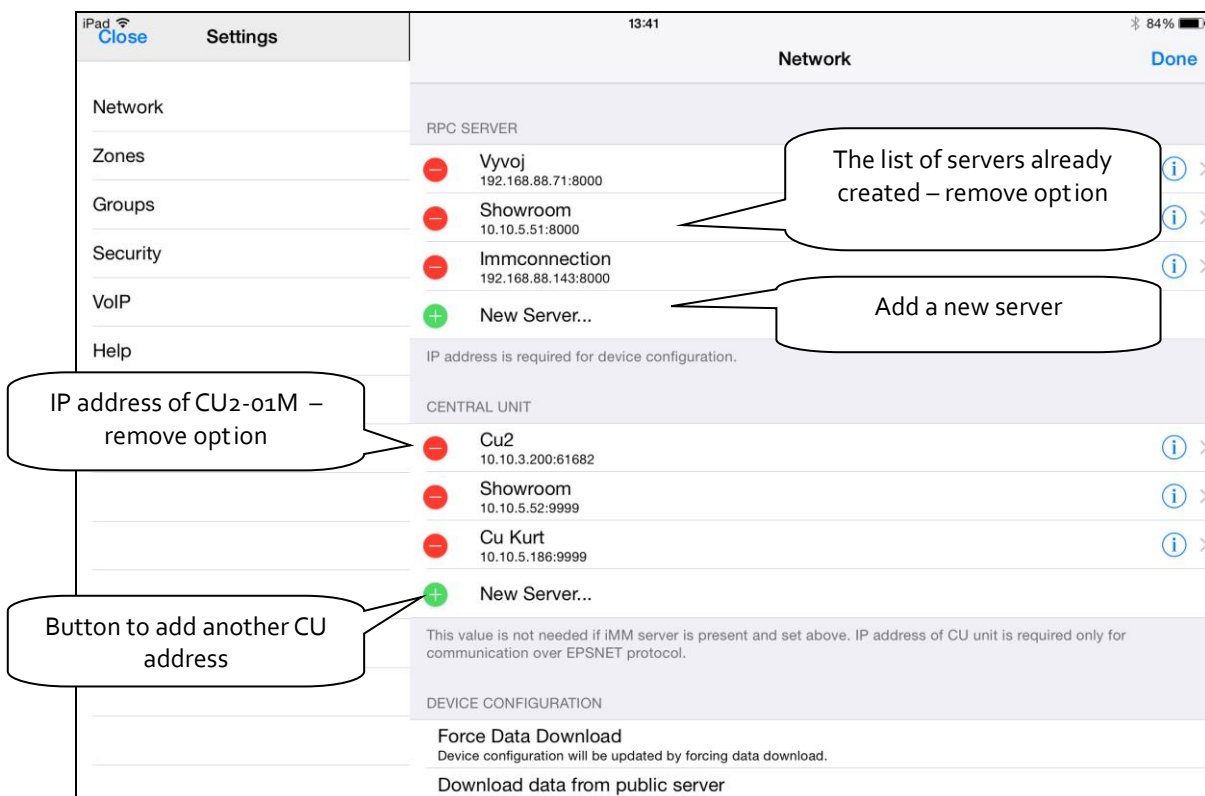 iPad 13:41 84%
Close Settings
Network Done
Network
Zones
Groups
Security
VoIP
Help
RPC SERVER
Vyvoj
192.168.88.71:8000
Showroom
10.10.5.51:8000
Immconnection
192.168.88.143:8000
New Server...
IP address is required for device configuration.
The list of servers already
created – remove option
Add a new server
CENTRAL UNIT
Cu2
10.10.3.200:61682
Showroom
10.10.5.52:9999
Cu Kurt
10.10.5.186:9999
New Server...
This value is not needed if iMM server is present and set above. IP address of CU unit is required only for
communication over EPSNET protocol.
IP address of CU2-01M –
remove option
Button to add another CU
address
DEVICE CONFIGURATION
Force Data Download
Device configuration will be updated by forcing data download.
Download data from public server